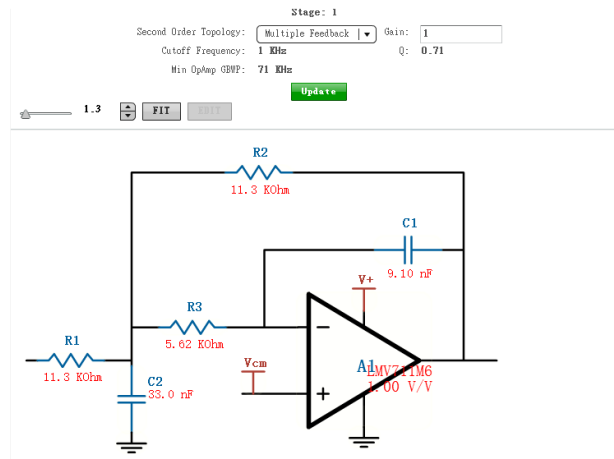 Stage: 1
Second Order Topology: Multiple Feedback Gain: 1
Cutoff Frequency: 1 KHz Q: 0.71
Min OpAmp GBWP: 71 KHz
Update
1.3 FIT EDIT
R2
11.3 KOhm
C1
9.10 nF
V+
R3
5.62 KOhm
R1
11.3 KOhm
C2
33.0 nF
Vcm
A1
1.00 V/V